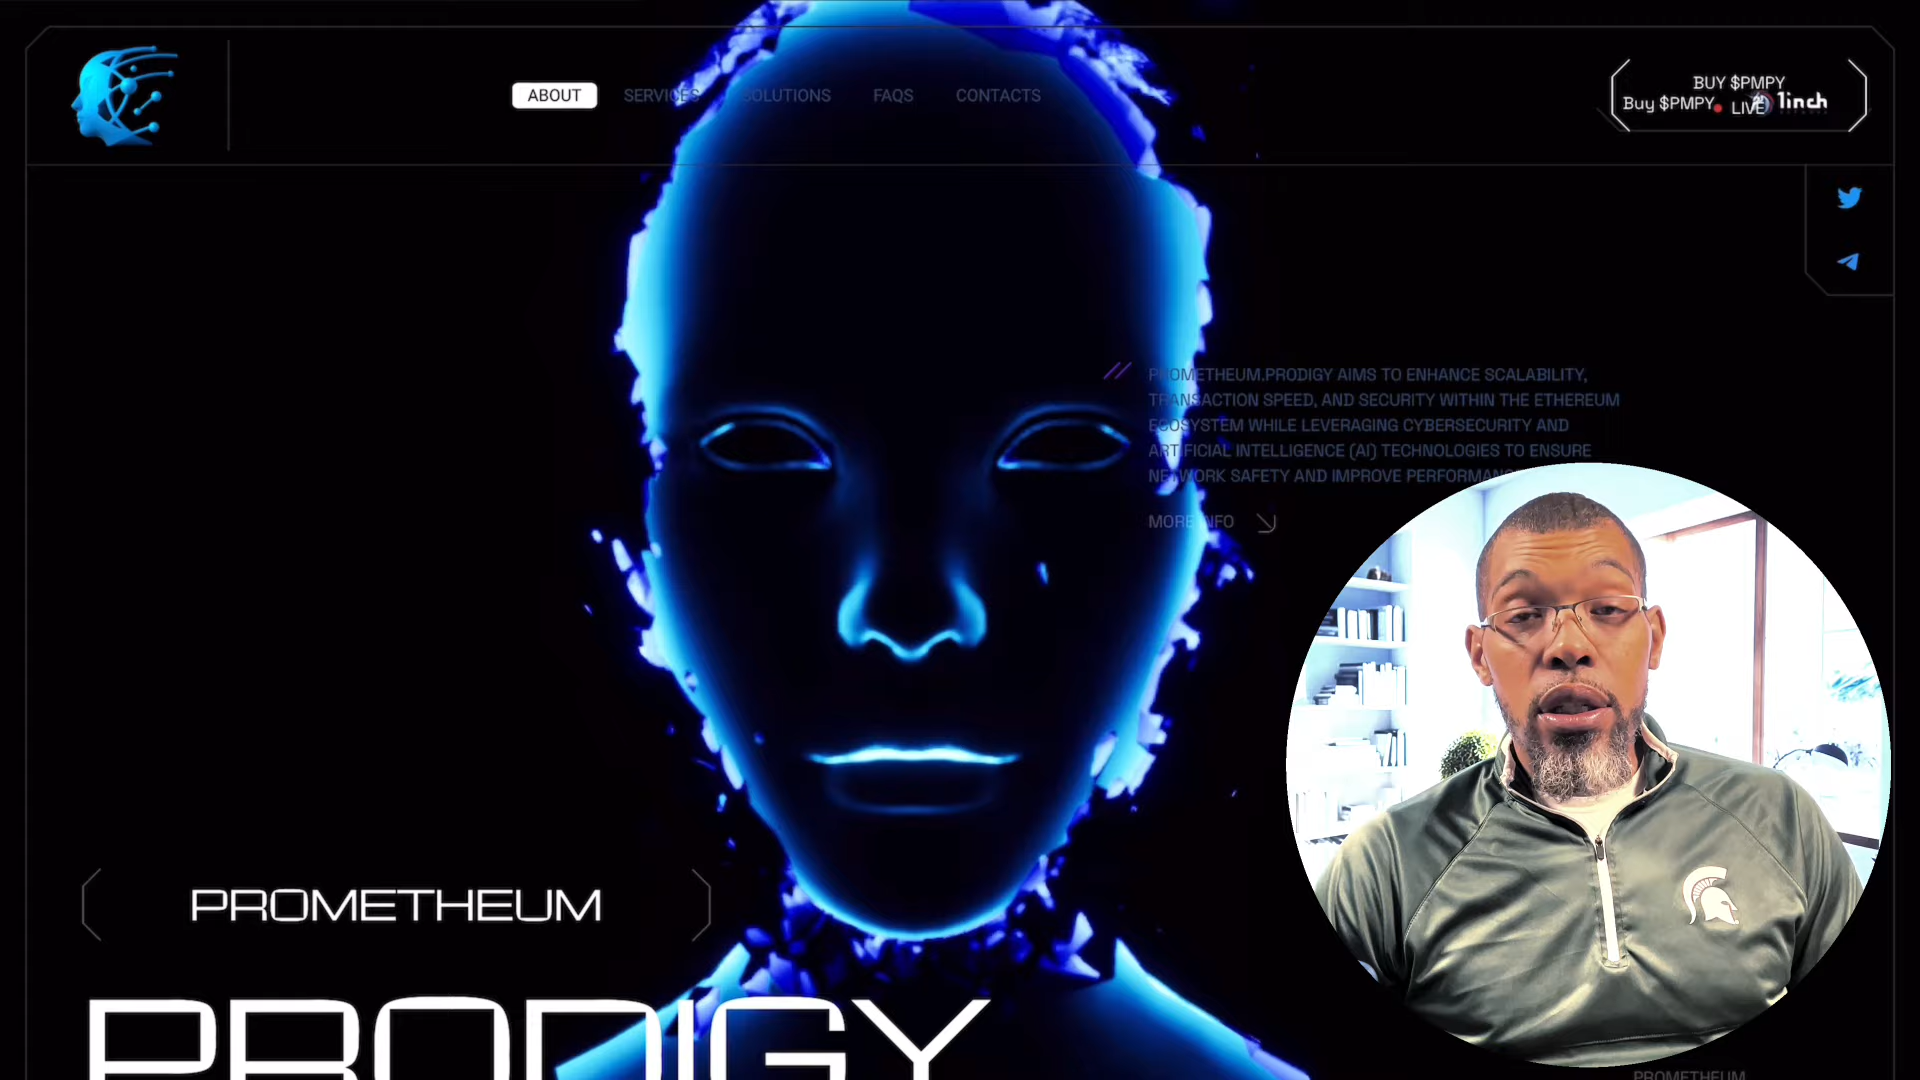 ABOUT
SERVICES
SOLUTIONS
FAQS
CONTACTS
BUY $PMPY
Buy $PMPY
LIVE
1inch
PROMETHEUM.PRODIGY AIMS TO ENHANCE SCALABILITY,
TRANSACTION SPEED, AND SECURITY WITHIN THE ETHEREUM
ECOSYSTEM WHILE LEVERAGING CYBERSECURITY AND
ARTIFICIAL INTELLIGENCE (AI) TECHNOLOGIES TO ENSURE
NETWORK SAFETY AND IMPROVE
MORE INFO
PROMETHEUM
PRODIGY
PROMETHEUM